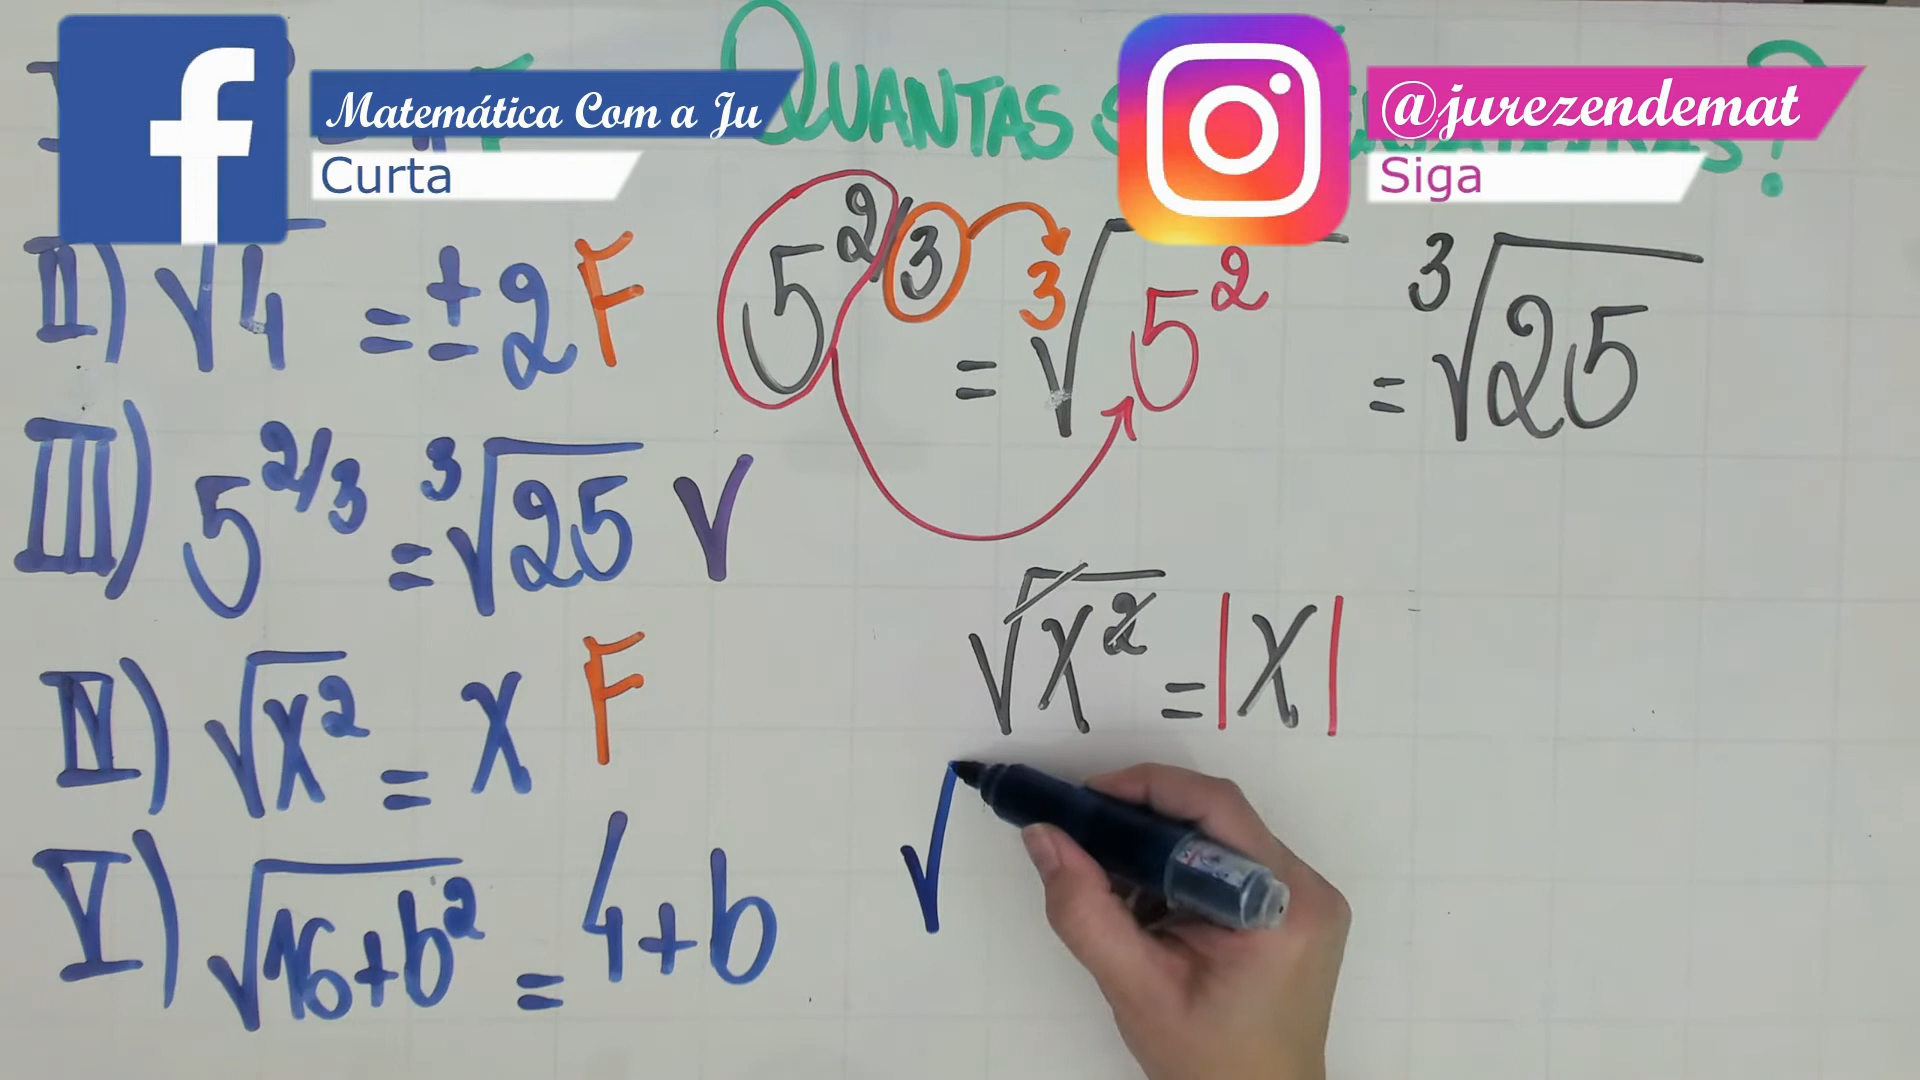 Matemática Com a Ju
Curta
@jurezendemat
Siga
QUANTAS
II) √4 = ±2 F
5^2/3 = ³√5² = ³√25
III) 5^2/3 = ³√25 V
IV) √x² = x F
√x² = |x|
V) √16+b² = 4+b
√